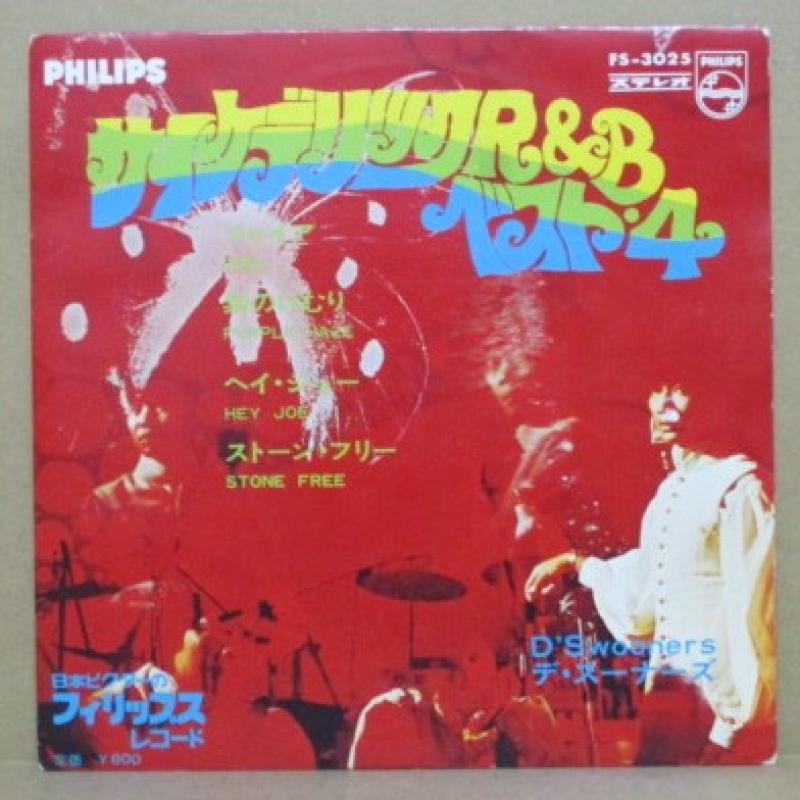 PHILIPS
FS-3025
PHILIPS
ステレオ
サイケデリックR&B
ベスト・4
紫のけむり
PURPLE HAZE
ヘイ・ジョー
HEY JOE
ストーン・フリー
STONE FREE
D'Swooners
デ・スーナーズ
日本ビクターの
フィリップス
レコード
定価 ¥600